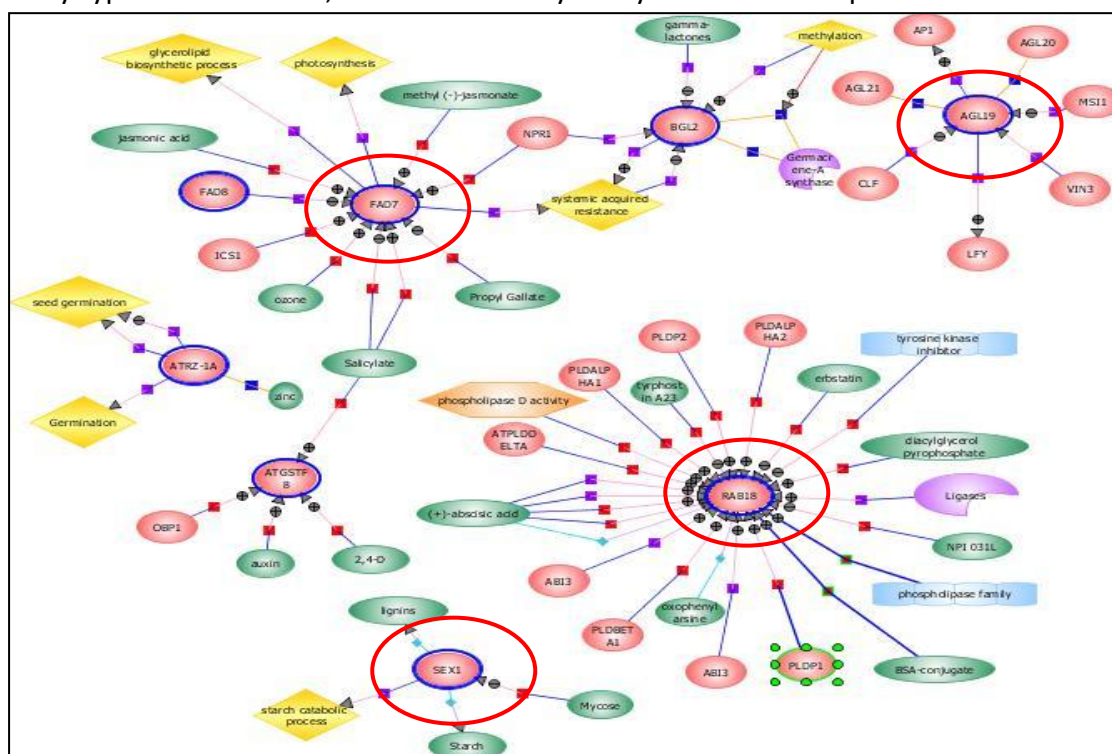 glycerolipid
biosynthetic process
photosynthesis
methyl (-)-jasmonate
jasmonic acid
NPR1
FAD8
FAD7
ICS1
ozone
Propyl Gallate
systemic acquired
resistance
gamma-
lactones
methylation
BGL2
Germacr
ene-A
synthase
AP1
AGL20
AGL21
AGL19
MSI1
CLF
VIN3
LFY
seed germination
ATRZ-1A
zinc
Germination
Salicylate
ATGSTF
8
OBP1
auxin
2,4-D
lignins
SEX1
starch catabolic
process
Mycose
Starch
PLDP2
PLDALP
HA2
tyrosine kinase
inhibitor
PLDALP
HA1
tyrphost
in A23
erbstatin
phospholipase D activity
ATPLDD
ELTA
diacylglycerol
pyrophosphate
RAB18
Ligases
(+)-abscisic acid
NPI 031L
ABI3
oxophenyl
arsine
phospholipase family
PLDBET
A1
ABI3
PLDP1
BSA-conjugate